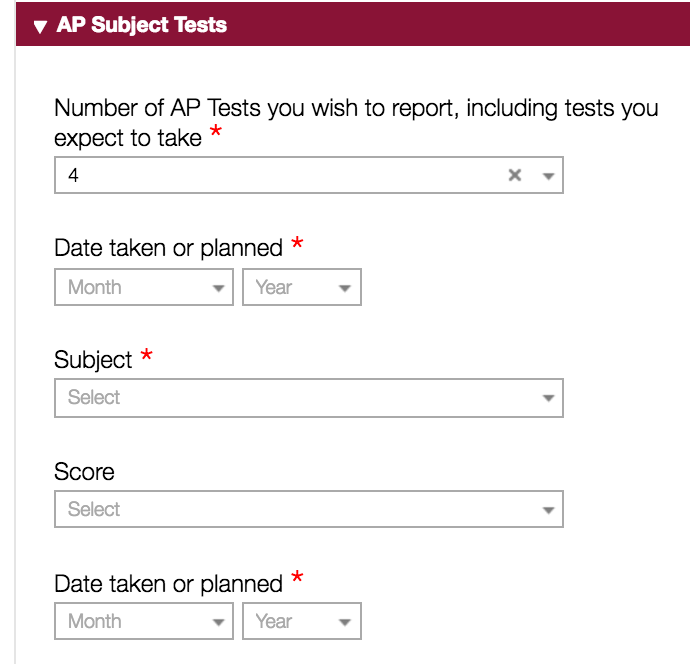 AP Subject Tests
Number of AP Tests you wish to report, including tests you
expect to take *
4
Date taken or planned *
Month Year
Subject *
Select
Score
Select
Date taken or planned *
Month Year